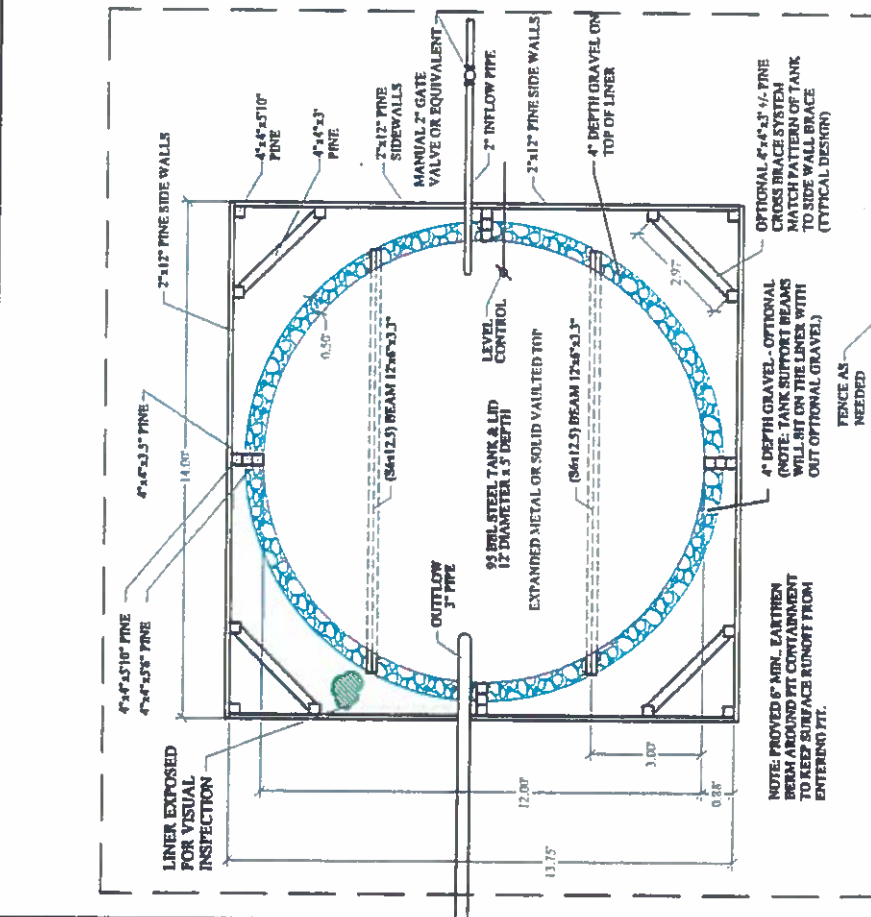 2"x12" PINE SIDE WALLS
4"x4"x5'10"
PINE
4"x4"x3'
PINE
2"x12" PINE
SIDEWALLS
MANUAL 2" GATE
VALVE OR EQUIVALENT
2" INFLOW PIPE
2"x12" PINE SIDE WALLS
4" DEPTH GRAVEL ON
TOP OF LINER
OPTIONAL 4"x4"x3' +/- PINE
CROSS BRACE SYSTEM
MATCH PATTERN OF TANK
TO SIDE WALL BRACE
(TYPICAL DESIGN)
4"x4"x3.5" PINE
14.00'
0.50'
LEVEL
CONTROL
2.97'
4"x4"x5'10" PINE
4"x4"x5'6" PINE
(S6x12.5) BEAM 12'x6"x3.3"
95 BBL STEEL TANK & LID
12' DIAMETER 4.5' DEPTH
EXPANDED METAL OR SOLID VAULTED TOP
(S6x12.5) BEAM 12'x6"x3.3"
4" DEPTH GRAVEL - OPTIONAL
(NOTE: TANK SUPPORT BEAMS
WILL SIT ON THE LINER WITH
OUT OPTIONAL GRAVEL)
FENCE AS
NEEDED
OUTFLOW
3" PIPE
LINER EXPOSED
FOR VISUAL
INSPECTION
12.00'
13.75'
3.00'
0.88'
NOTE: PROVED 6" MIN., EARTHEN
BERM AROUND PIT CONTAINMENT
TO KEEP SURFACE RUNOFF FROM
ENTERING PIT.